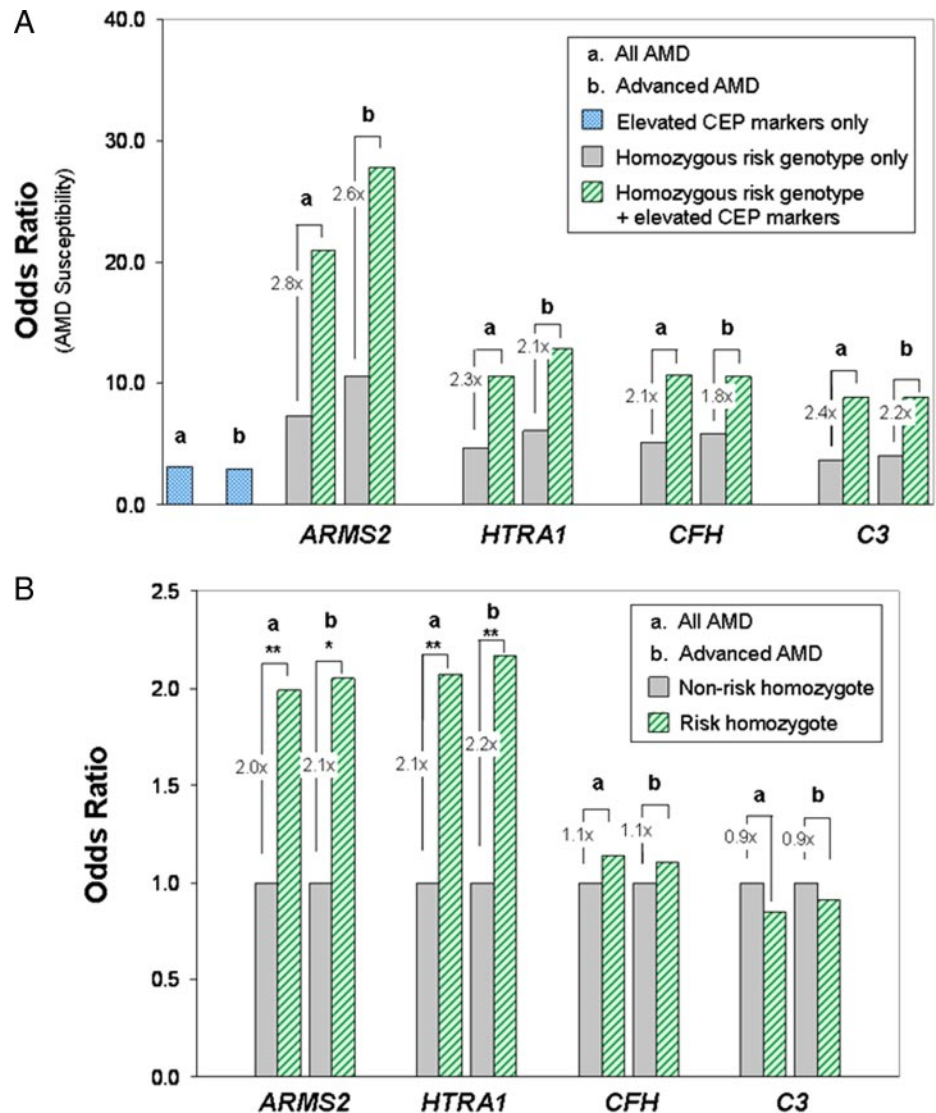 A
Odds Ratio
(AMD Susceptibility)
40.0
30.0
20.0
10.0
0.0
a. All AMD
b. Advanced AMD
Elevated CEP markers only
Homozygous risk genotype only
Homozygous risk genotype
+ elevated CEP markers
a
b
a
2.8x
b
2.6x
a
2.3x
b
2.1x
a
2.1x
b
1.8x
a
2.4x
b
2.2x
ARMS2
HTRA1
CFH
C3
B
Odds Ratio
2.5
2.0
1.5
1.0
0.5
0.0
a. All AMD
b. Advanced AMD
Non-risk homozygote
Risk homozygote
a
**
2.0x
b
*
2.1x
a
**
2.1x
b
**
2.2x
a
1.1x
b
1.1x
a
0.9x
b
0.9x
ARMS2
HTRA1
CFH
C3